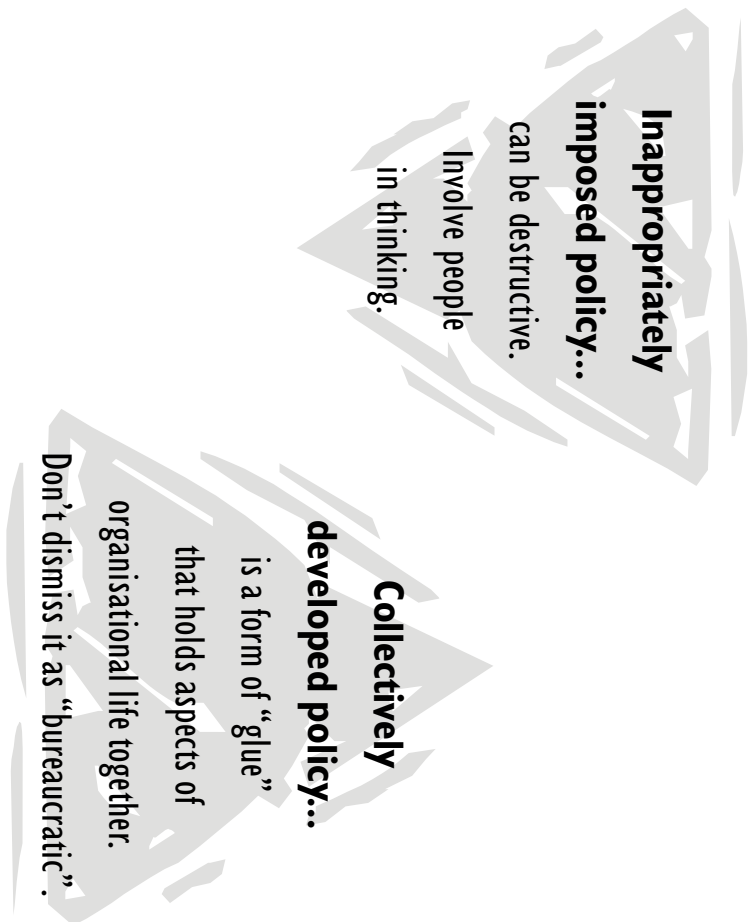 Inappropriately
imposed policy...
can be destructive.
Involve people
in thinking.
Collectively
developed policy...
is a form of “glue”
that holds aspects of
organisational life together.
Don’t dismiss it as “bureaucratic”.